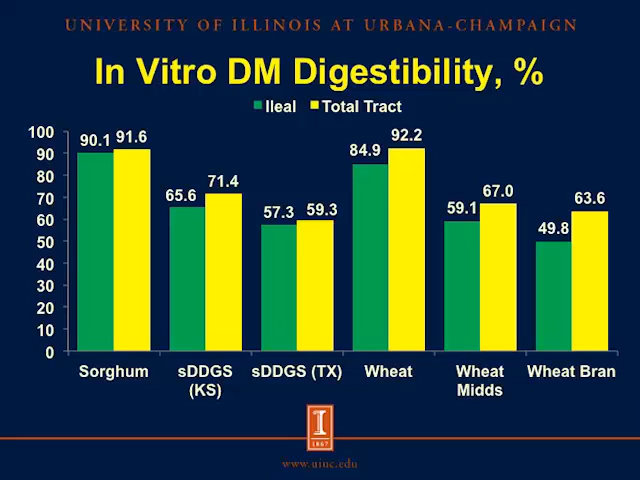 UNIVERSITY OF ILLINOIS AT URBANA-CHAMPAIGN
In Vitro DM Digestibility, %
Ileal Total Tract
100
90
80
70
60
50
40
30
20
10
0
90.1 91.6
65.6 71.4
57.3 59.3
84.9 92.2
59.1 67.0
49.8 63.6
Sorghum
sDDGS
(KS)
sDDGS (TX)
Wheat
Wheat
Midds
Wheat Bran
I
1867
www.uiuc.edu